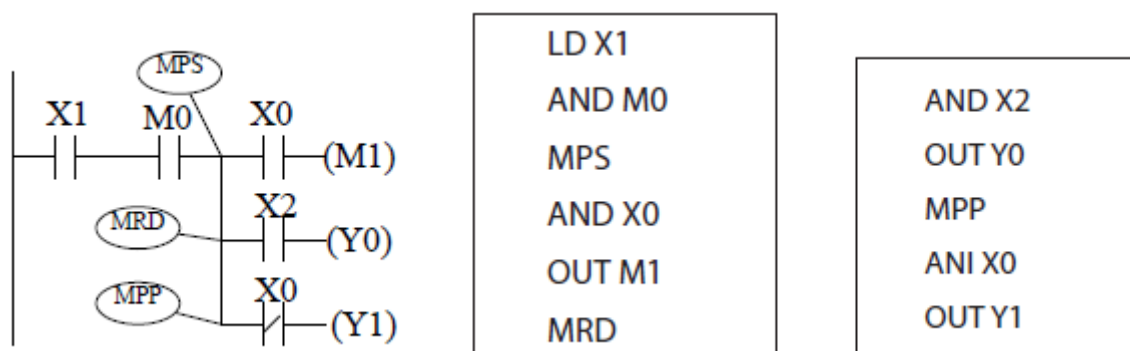 MPS
X1 M0 X0
(M1)
MRD
X2
(Y0)
MPP
X0
(Y1)
LD X1
AND M0
MPS
AND X0
OUT M1
MRD
AND X2
OUT Y0
MPP
ANI X0
OUT Y1